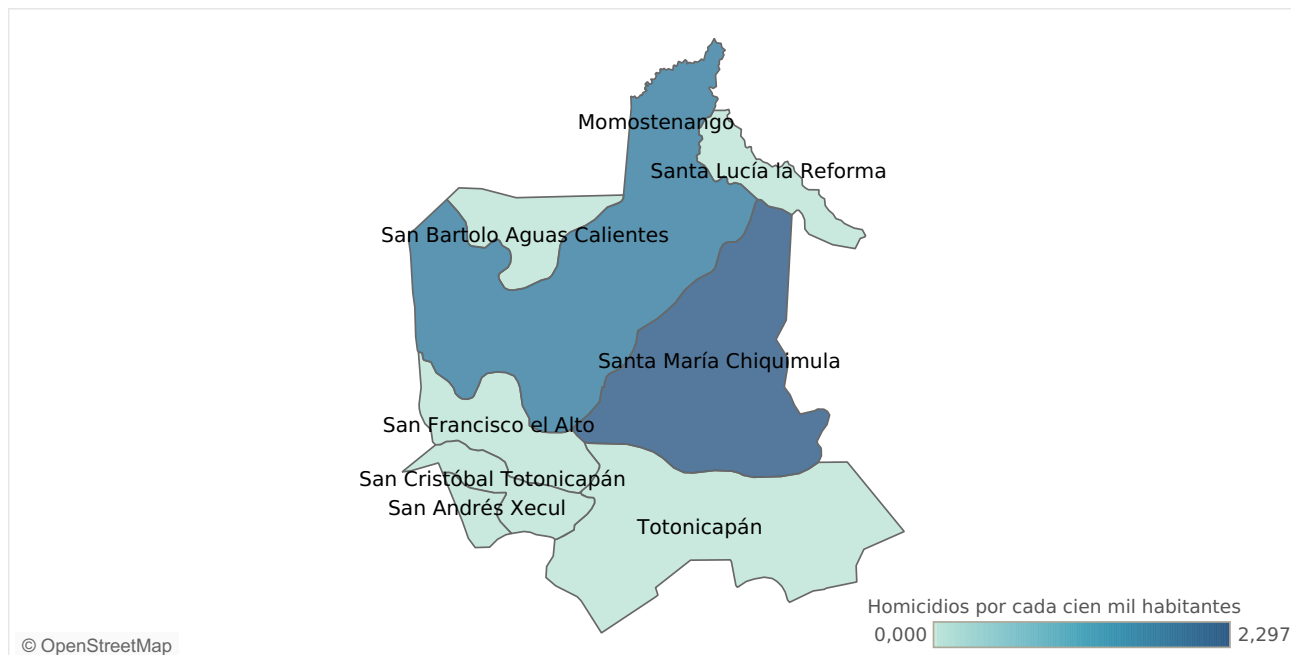 Momostenango
Santa Lucía la Reforma
San Bartolo Aguas Calientes
Santa María Chiquimula
San Francisco el Alto
San Cristóbal Totonicapán
San Andrés Xecul
Totonicapán
Homicidios por cada cien mil habitantes
0,000 2,297
© OpenStreetMap